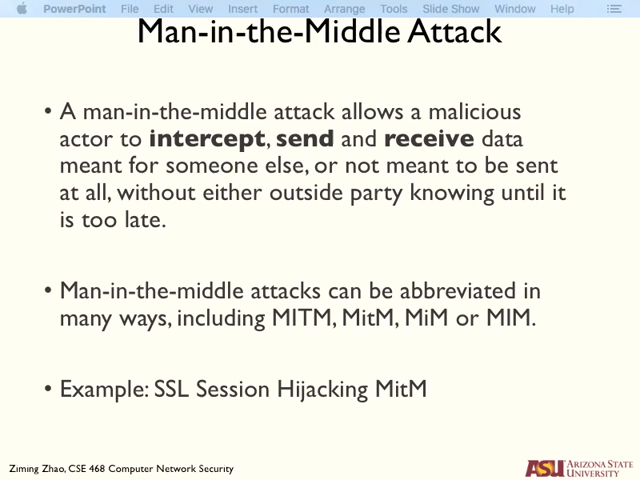 PowerPoint File Edit View Insert Format Arrange Tools Slide Show Window Help
Man-in-the-Middle Attack
• A man-in-the-middle attack allows a malicious
actor to intercept, send and receive data
meant for someone else, or not meant to be sent
at all, without either outside party knowing until it
is too late.
• Man-in-the-middle attacks can be abbreviated in
many ways, including MITM, MitM, MiM or MIM.
• Example: SSL Session Hijacking MitM
Ziming Zhao, CSE 468 Computer Network Security
ASU ARIZONA STATE
UNIVERSITY